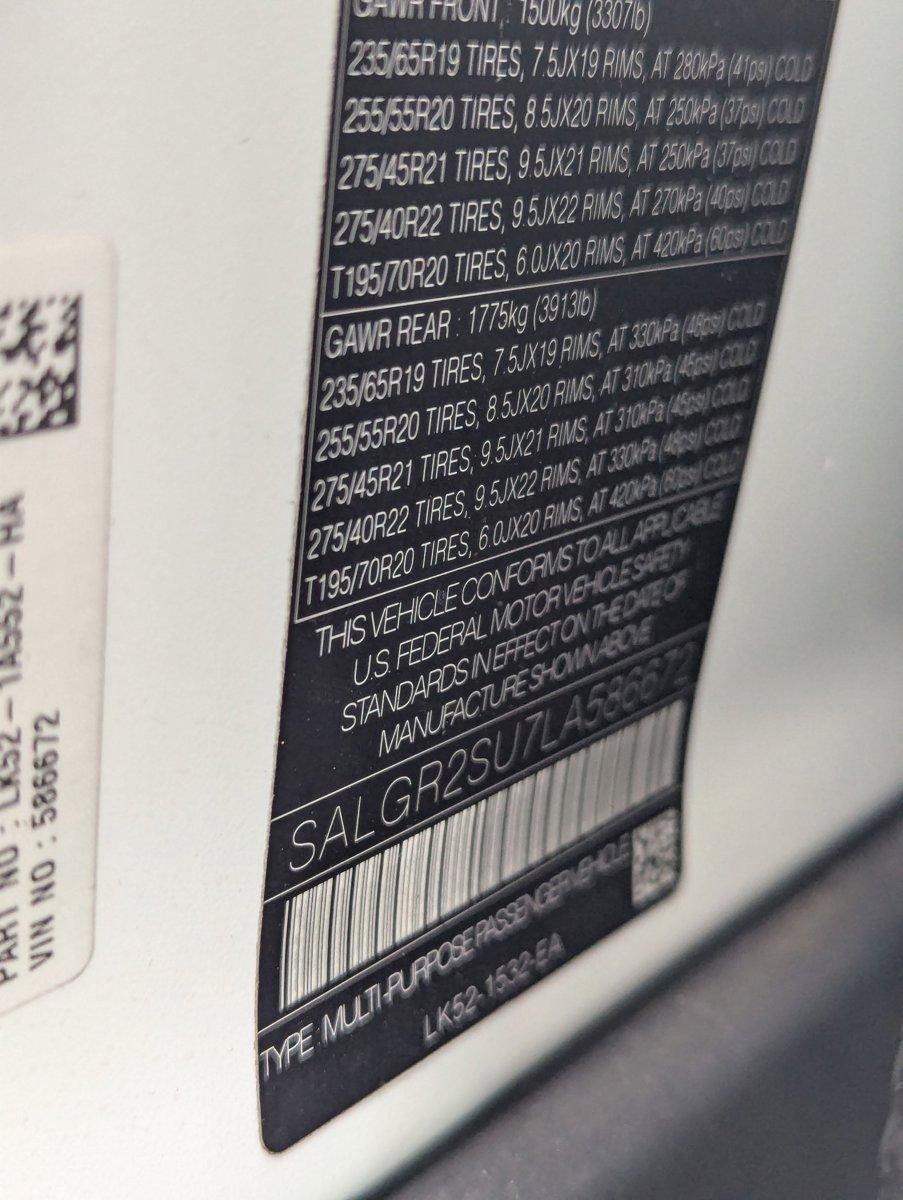 GAWR FRONT : 1500kg (3307lb)
235/65R19 TIRES, 7.5JX19 RIMS, AT 280kPa (41psi) COLD
255/55R20 TIRES, 8.5JX20 RIMS, AT 250kPa (37psi) COLD
275/45R21 TIRES, 9.5JX21 RIMS, AT 250kPa (37psi) COLD
275/40R22 TIRES, 9.5JX22 RIMS, AT 270kPa (40psi) COLD
T195/70R20 TIRES, 6.0JX20 RIMS, AT 420kPa (60psi) COLD
GAWR REAR : 1775kg (3913lb)
235/65R19 TIRES, 7.5JX19 RIMS, AT 330kPa (48psi) COLD
255/55R20 TIRES, 8.5JX20 RIMS, AT 310kPa (45psi) COLD
275/45R21 TIRES, 9.5JX21 RIMS, AT 310kPa (45psi) COLD
275/40R22 TIRES, 9.5JX22 RIMS, AT 330kPa (48psi) COLD
T195/70R20 TIRES, 6.0JX20 RIMS, AT 420kPa (60psi) COLD
THIS VEHICLE CONFORMS TO ALL APPLICABLE
U.S. FEDERAL MOTOR VEHICLE SAFETY
STANDARDS IN EFFECT ON THE DATE OF
MANUFACTURE SHOWN ABOVE
SALGR2SU7LA586672
TYPE : MULTI-PURPOSE PASSENGER VEHICLE
LK52-1532-EA
PART NO : LK52-1A552-HA
VIN NO : 586672